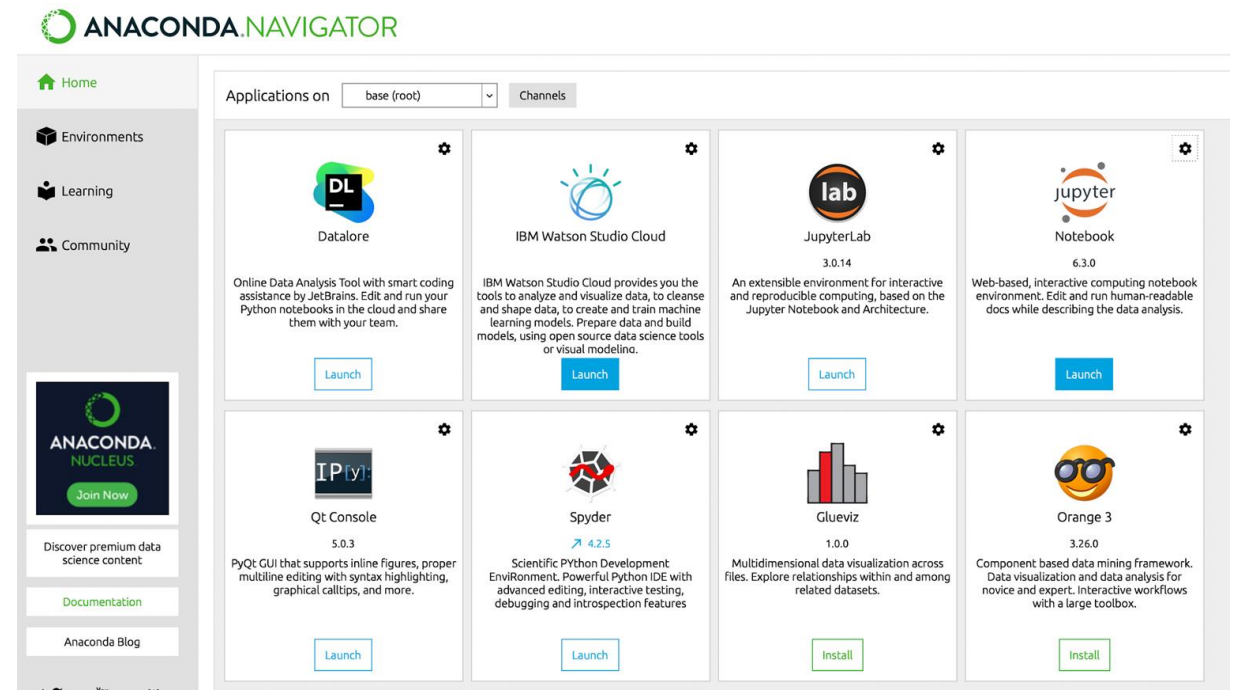 ANACONDA.NAVIGATOR
Home
Environments
Learning
Community
ANACONDA.
NUCLEUS
Join Now
Discover premium data
science content
Documentation
Anaconda Blog
Applications on
base (root)
Channels
DL
Datalore
Online Data Analysis Tool with smart coding
assistance by JetBrains. Edit and run your
Python notebooks in the cloud and share
them with your team.
Launch
IBM Watson Studio Cloud
IBM Watson Studio Cloud provides you the
tools to analyze and visualize data, to cleanse
and shape data, to create and train machine
learning models. Prepare data and build
models, using open source data science tools
or visual modeling.
Launch
lab
JupyterLab
3.0.14
An extensible environment for interactive
and reproducible computing, based on the
Jupyter Notebook and Architecture.
Launch
jupyter
Notebook
6.3.0
Web-based, interactive computing notebook
environment. Edit and run human-readable
docs while describing the data analysis.
Launch
IP[y]:
Qt Console
5.0.3
PyQt GUI that supports inline figures, proper
multiline editing with syntax highlighting,
graphical calltips, and more.
Launch
Spyder
4.2.5
Scientific PYthon Development
EnviRonment. Powerful Python IDE with
advanced editing, interactive testing,
debugging and introspection features
Launch
Glueviz
1.0.0
Multidimensional data visualization across
files. Explore relationships within and among
related datasets.
Install
Orange 3
3.26.0
Component based data mining framework.
Data visualization and data analysis for
novice and expert. Interactive workflows
with a large toolbox.
Install